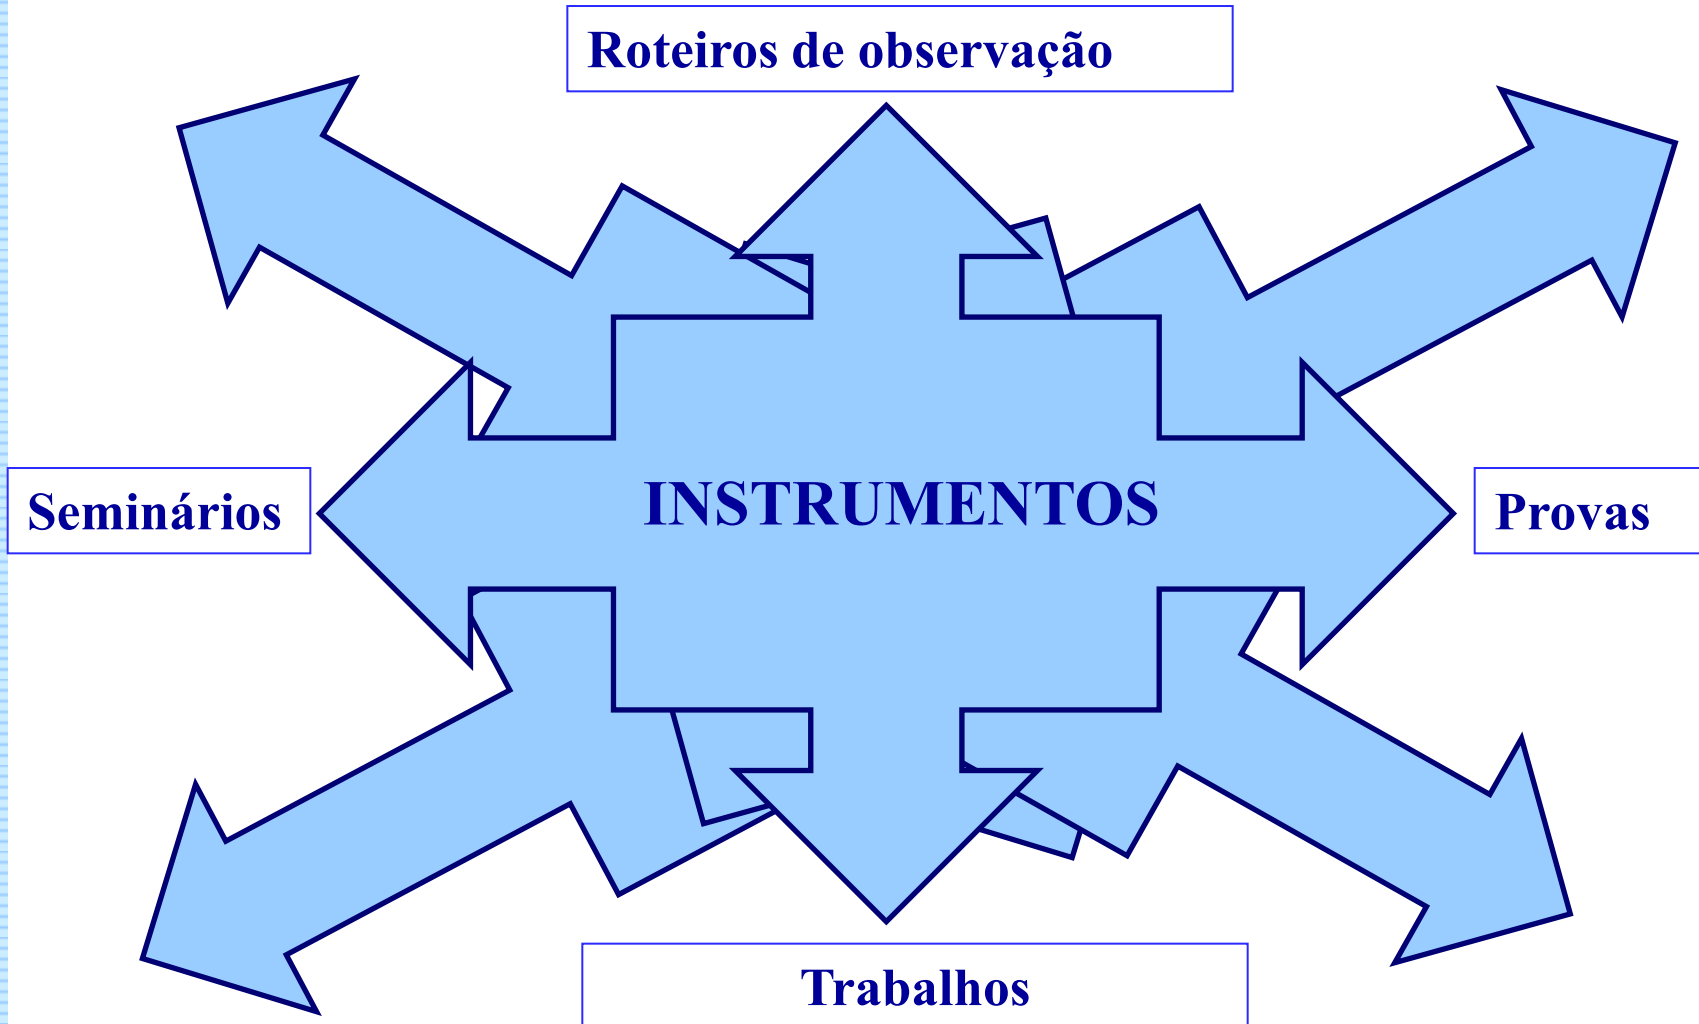 Roteiros de observação
Seminários
INSTRUMENTOS
Provas
Trabalhos